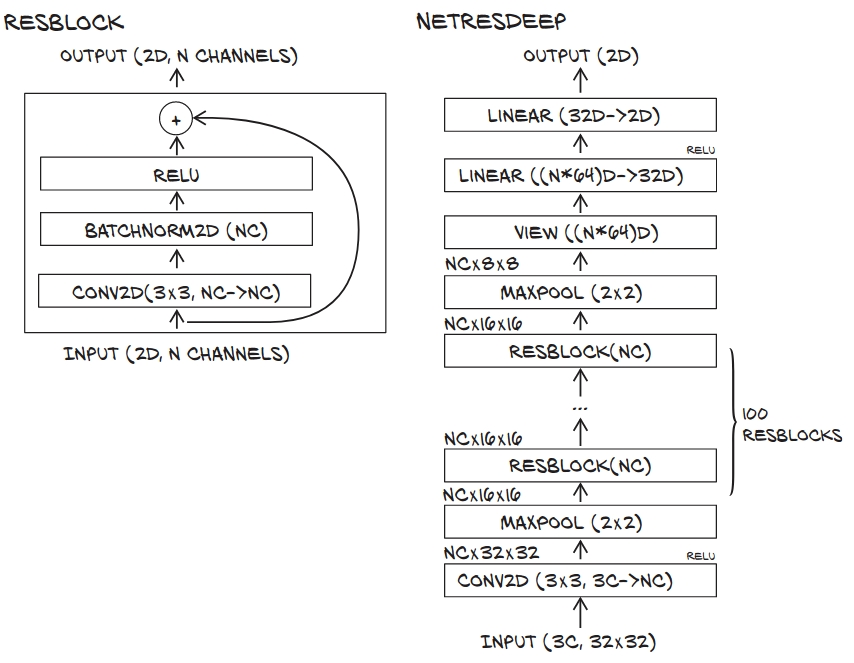 RESBLOCK
OUTPUT (2D, N CHANNELS)
+
RELU
BATCHNORM2D (NC)
CONV2D(3x3, NC->NC)
INPUT (2D, N CHANNELS)
NETRESDEEP
OUTPUT (2D)
LINEAR (32D->2D)
RELU
LINEAR ((N*64)D->32D)
VIEW ((N*64)D)
NCx8x8
MAXPOOL (2x2)
NCx16x16
RESBLOCK(NC)
...
100
RESBLOCKS
NCx16x16
RESBLOCK(NC)
NCx16x16
MAXPOOL (2x2)
NCx32x32
RELU
CONV2D (3x3, 3C->NC)
INPUT (3C, 32x32)